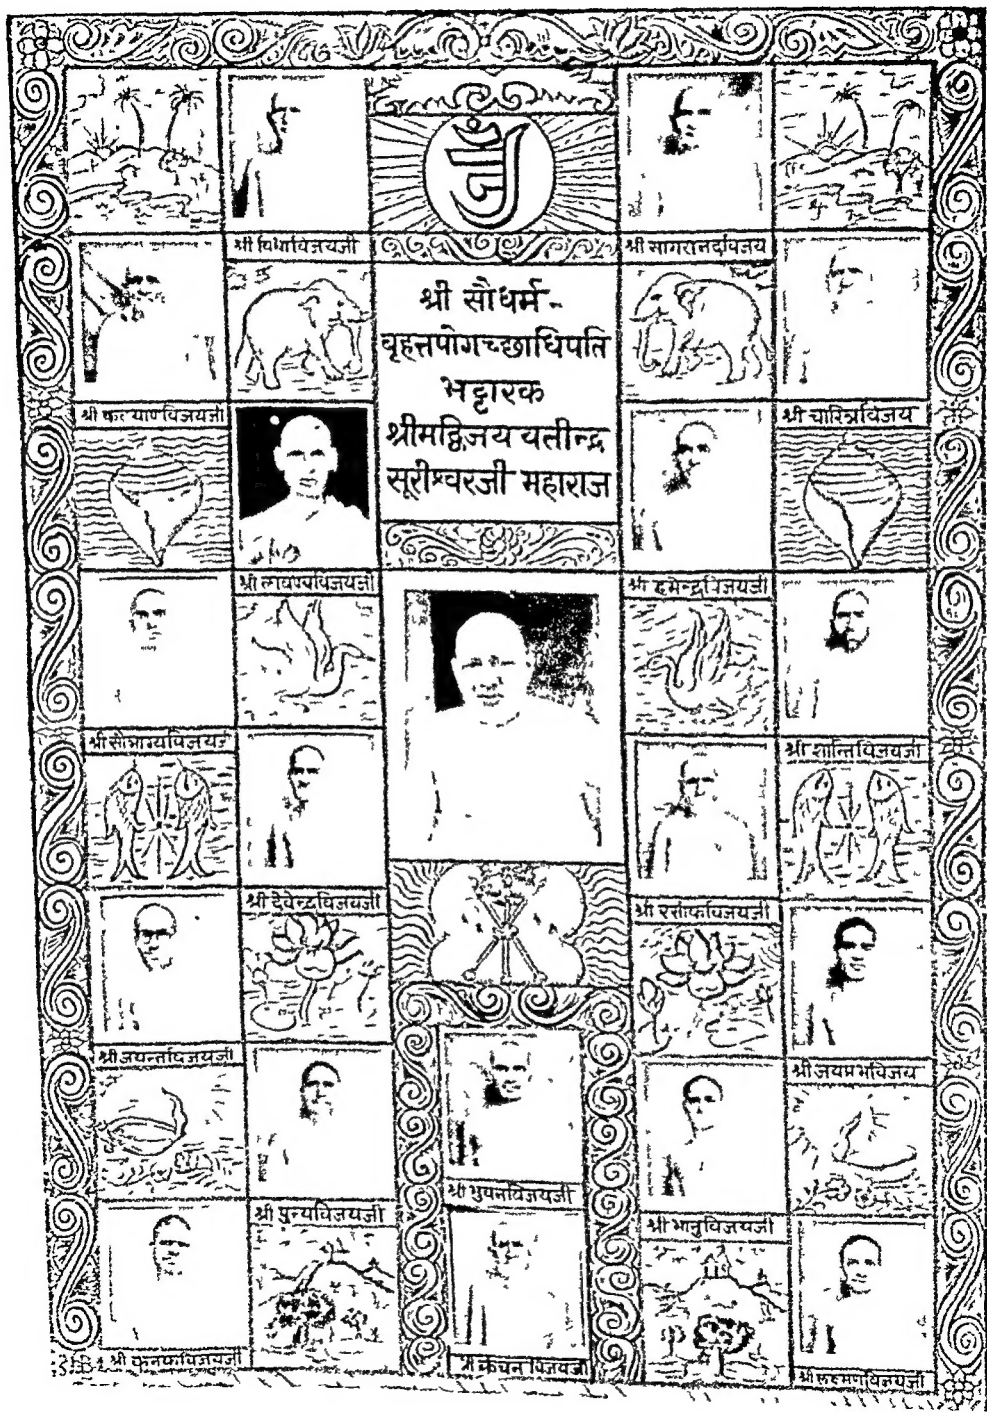 ॐ
श्री विद्याविजयजी
श्री सागरानंदविजय
श्री सौधर्म-
बृहत्तपोगच्छाधिपति
भट्टारक
श्रीमद्विजय यतीन्द्र
सूरीश्वरजी महाराज
श्री कल्याणविजयजी
श्री चारित्रविजय
श्री लावण्यविजयजी
श्री हेमेन्द्रविजयजी
श्री सौभाग्यविजयजी
श्री शान्तिविजयजी
श्री देवेन्द्रविजयजी
श्री रसीकविजयजी
श्री जयन्तविजयजी
श्री जयप्रभविजय
श्री भुवनविजयजी
श्री पुन्यविजयजी
श्री भानुविजयजी
श्री कनकविजयजी
श्री कंचनविजयजी
श्री लक्ष्मणविजयजी